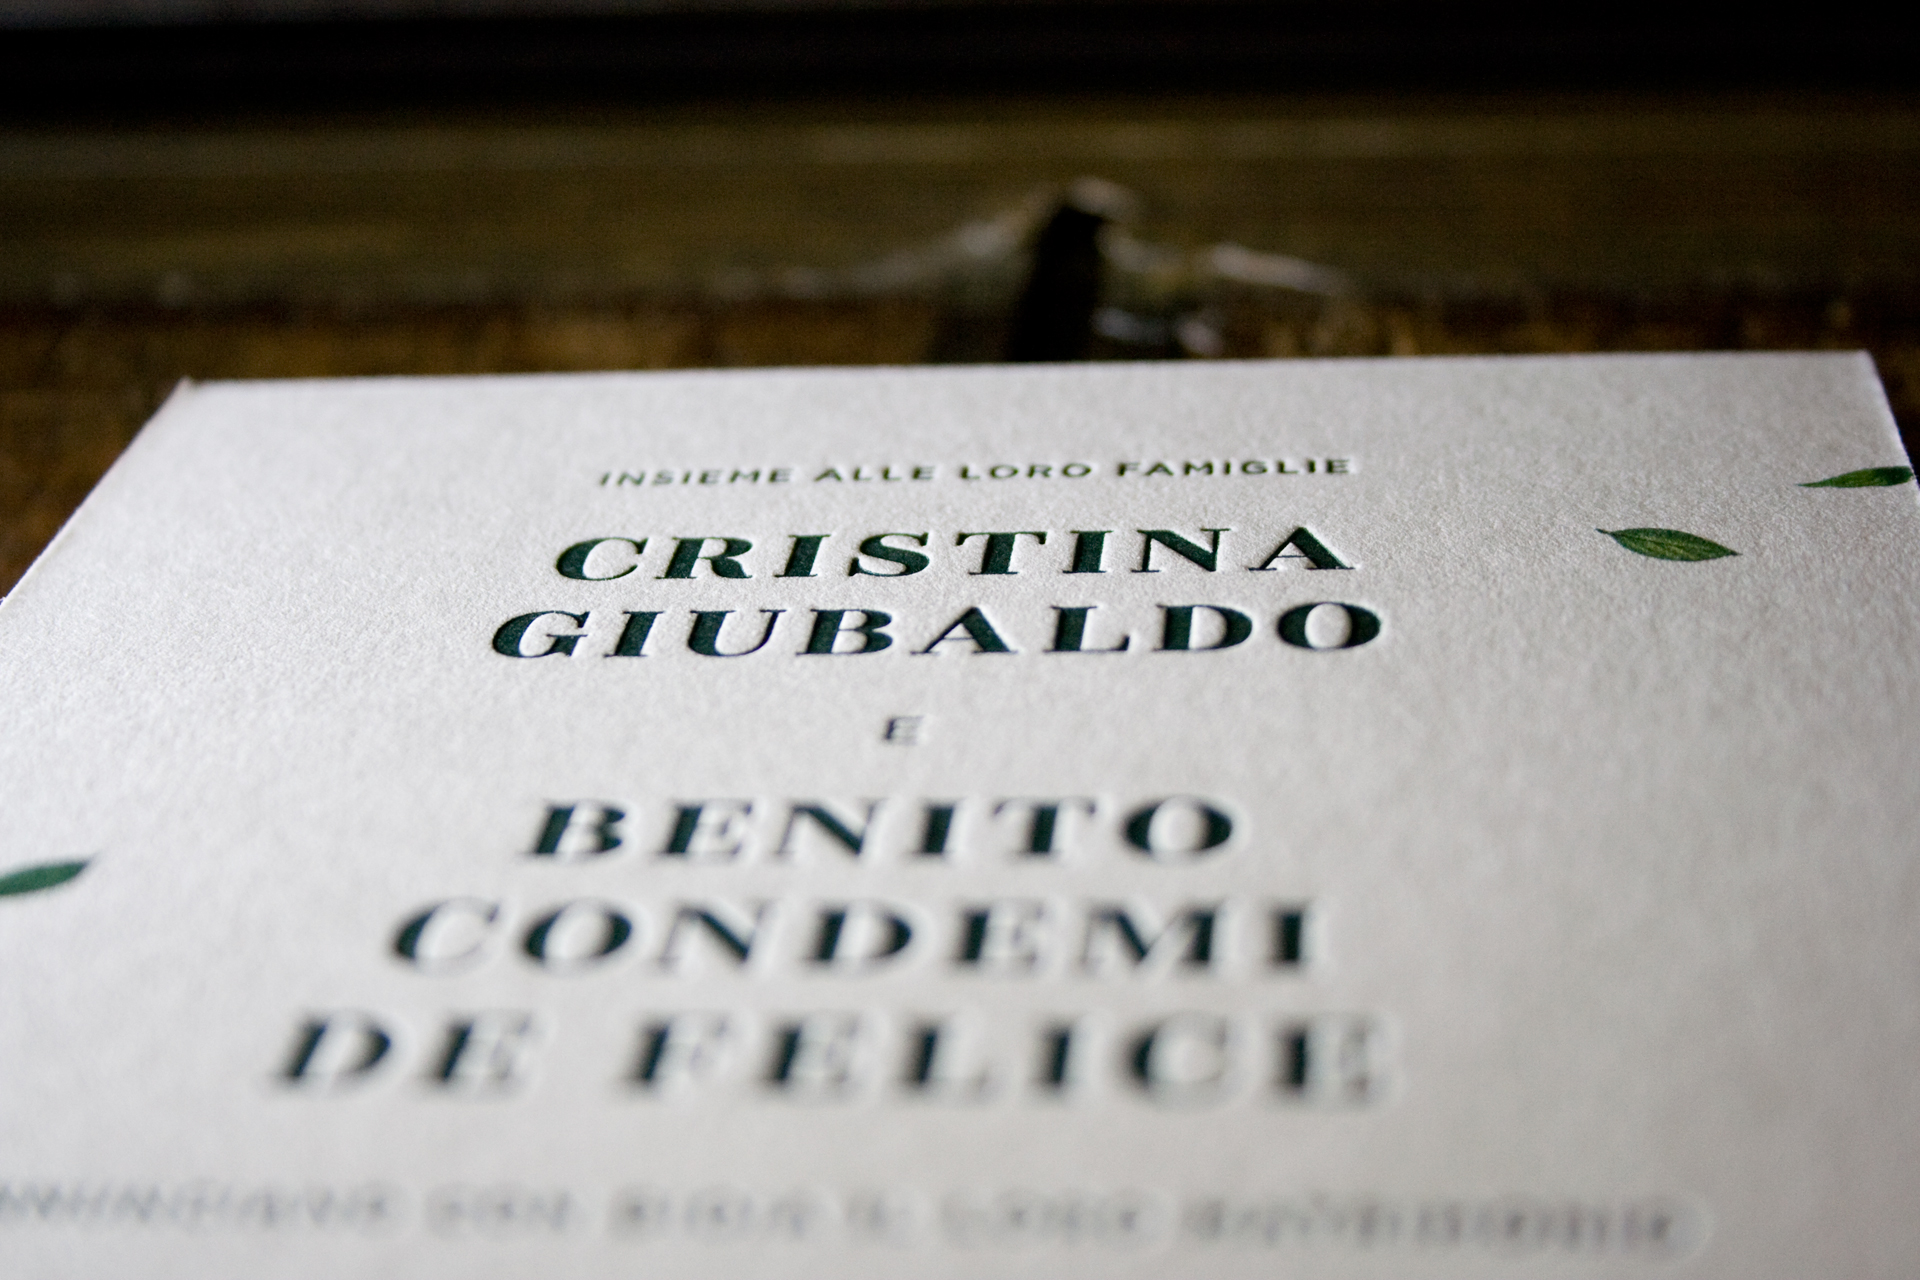 INSIEME ALLE LORO FAMIGLIE
CRISTINA
GIUBALDO
E
BENITO
CONDEMI
DE FELICE